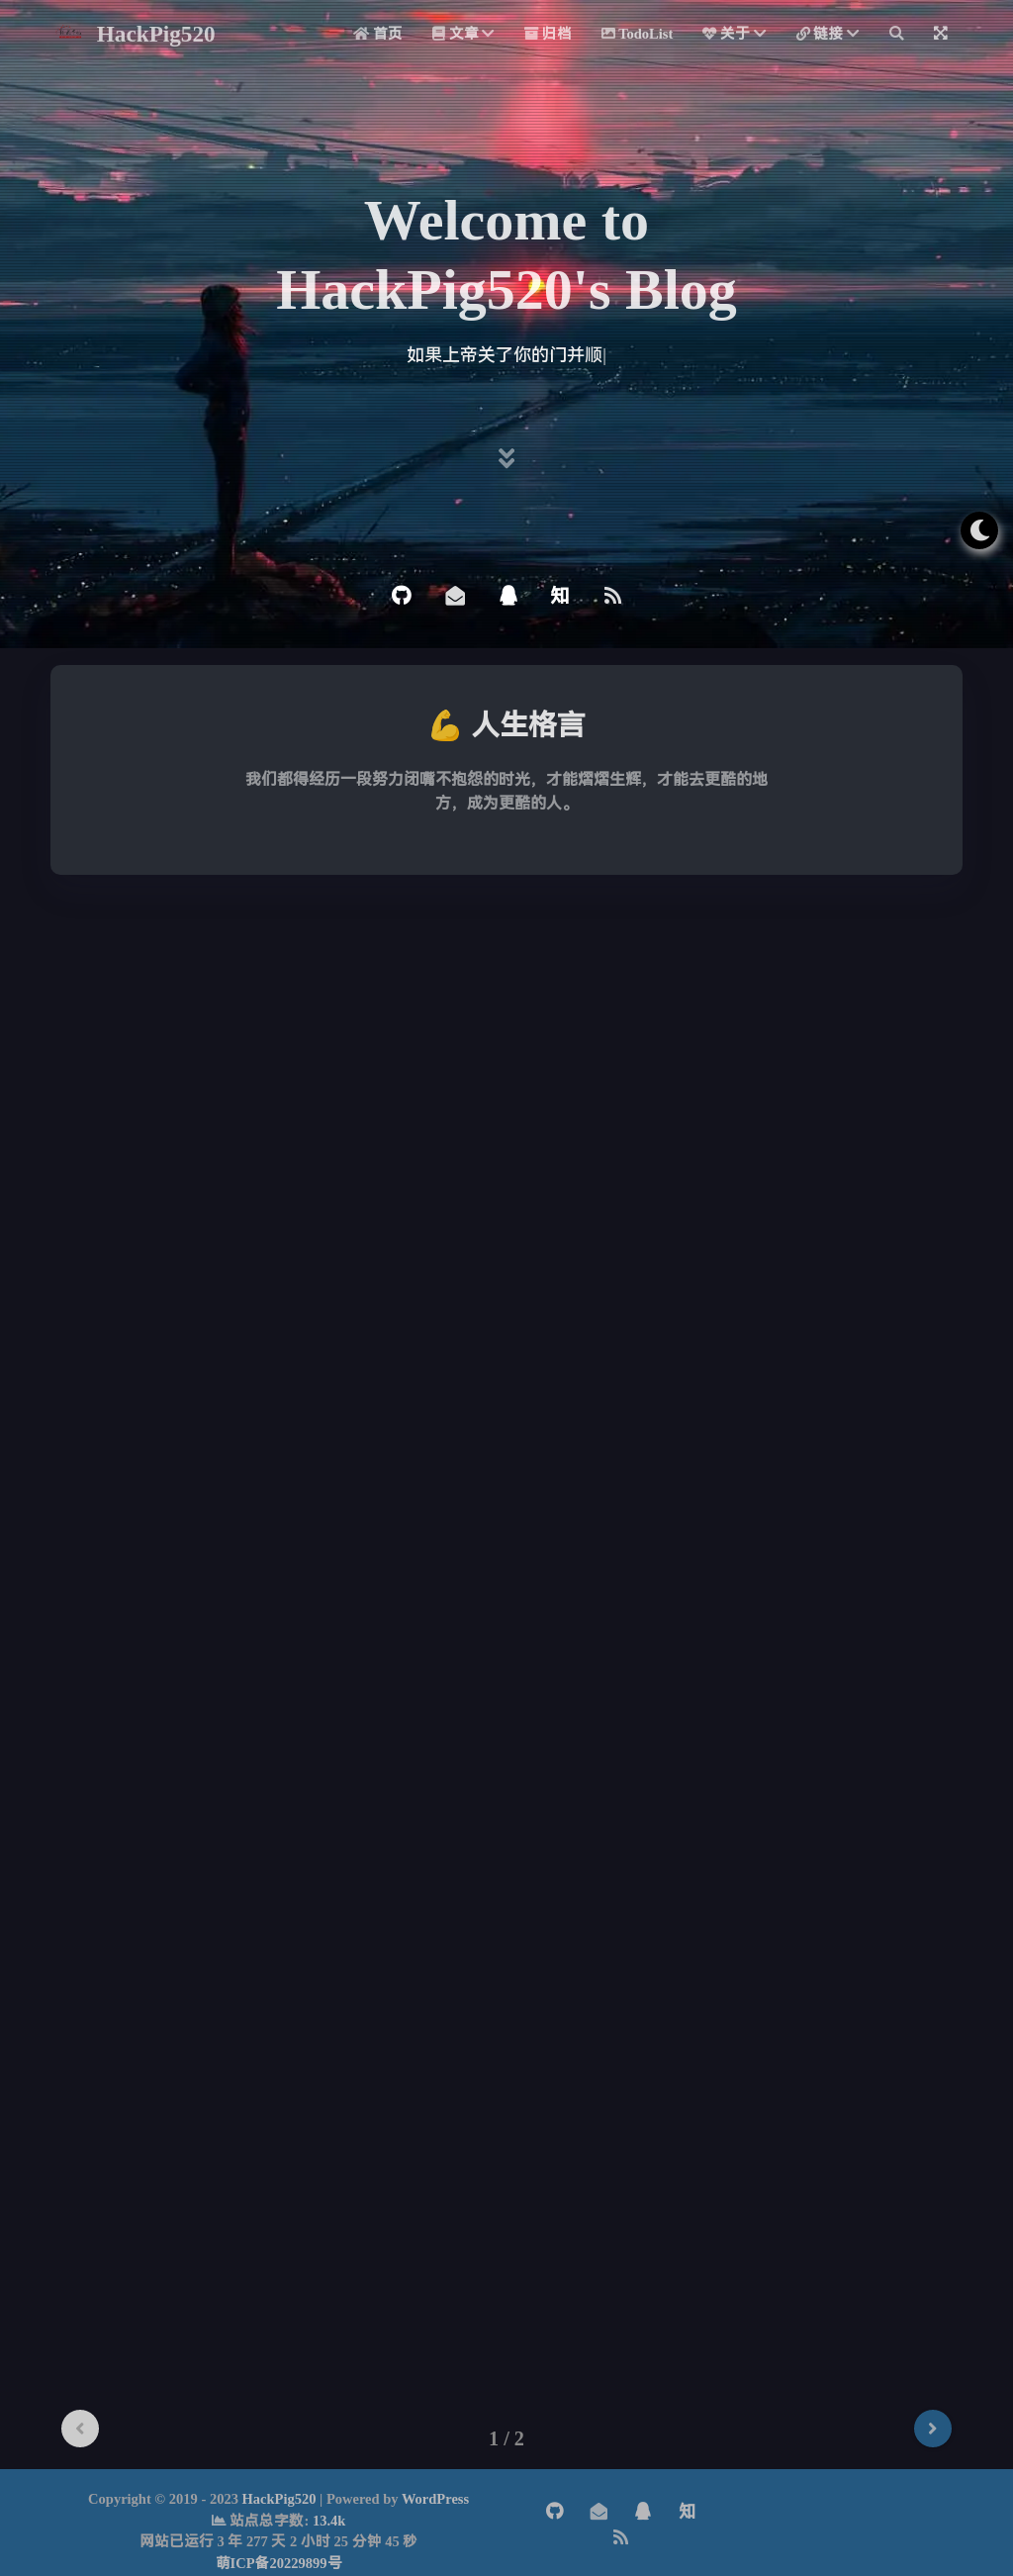 HackPig520
首页
文章
归档
TodoList
关于
链接
Welcome to
HackPig520's Blog
如果上帝关了你的门并顺|
知
💪 人生格言
我们都得经历一段努力闭嘴不抱怨的时光，才能熠熠生辉，才能去更酷的地
方，成为更酷的人。
1 / 2
Copyright © 2019 - 2023 HackPig520 | Powered by WordPress
站点总字数: 13.4k
网站已运行 3 年 277 天 2 小时 25 分钟 45 秒
萌ICP备20229899号
知